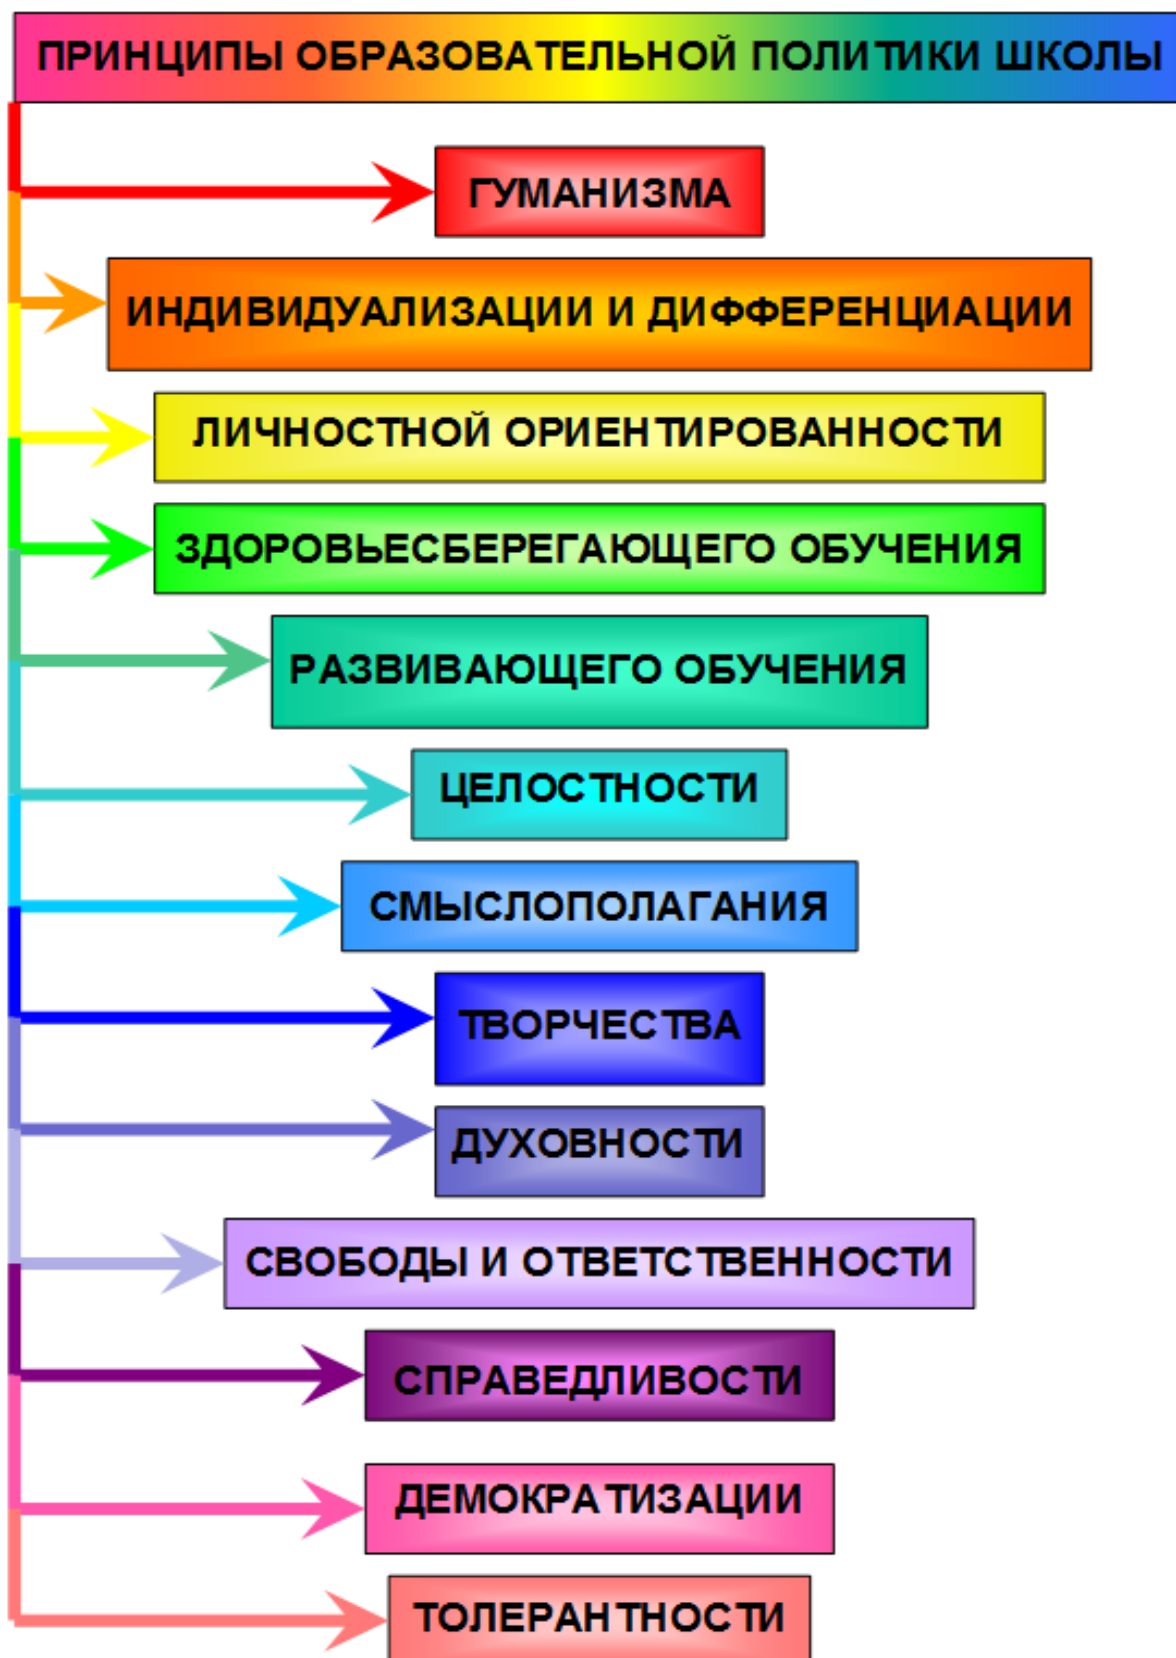 ПРИНЦИПЫ ОБРАЗОВАТЕЛЬНОЙ ПОЛИТИКИ ШКОЛЫ
ГУМАНИЗМА
ИНДИВИДУАЛИЗАЦИИ И ДИФФЕРЕНЦИАЦИИ
ЛИЧНОСТНОЙ ОРИЕНТИРОВАННОСТИ
ЗДОРОВЬЕСБЕРЕГАЮЩЕГО ОБУЧЕНИЯ
РАЗВИВАЮЩЕГО ОБУЧЕНИЯ
ЦЕЛОСТНОСТИ
СМЫСЛОПОЛАГАНИЯ
ТВОРЧЕСТВА
ДУХОВНОСТИ
СВОБОДЫ И ОТВЕТСТВЕННОСТИ
СПРАВЕДЛИВОСТИ
ДЕМОКРАТИЗАЦИИ
ТОЛЕРАНТНОСТИ